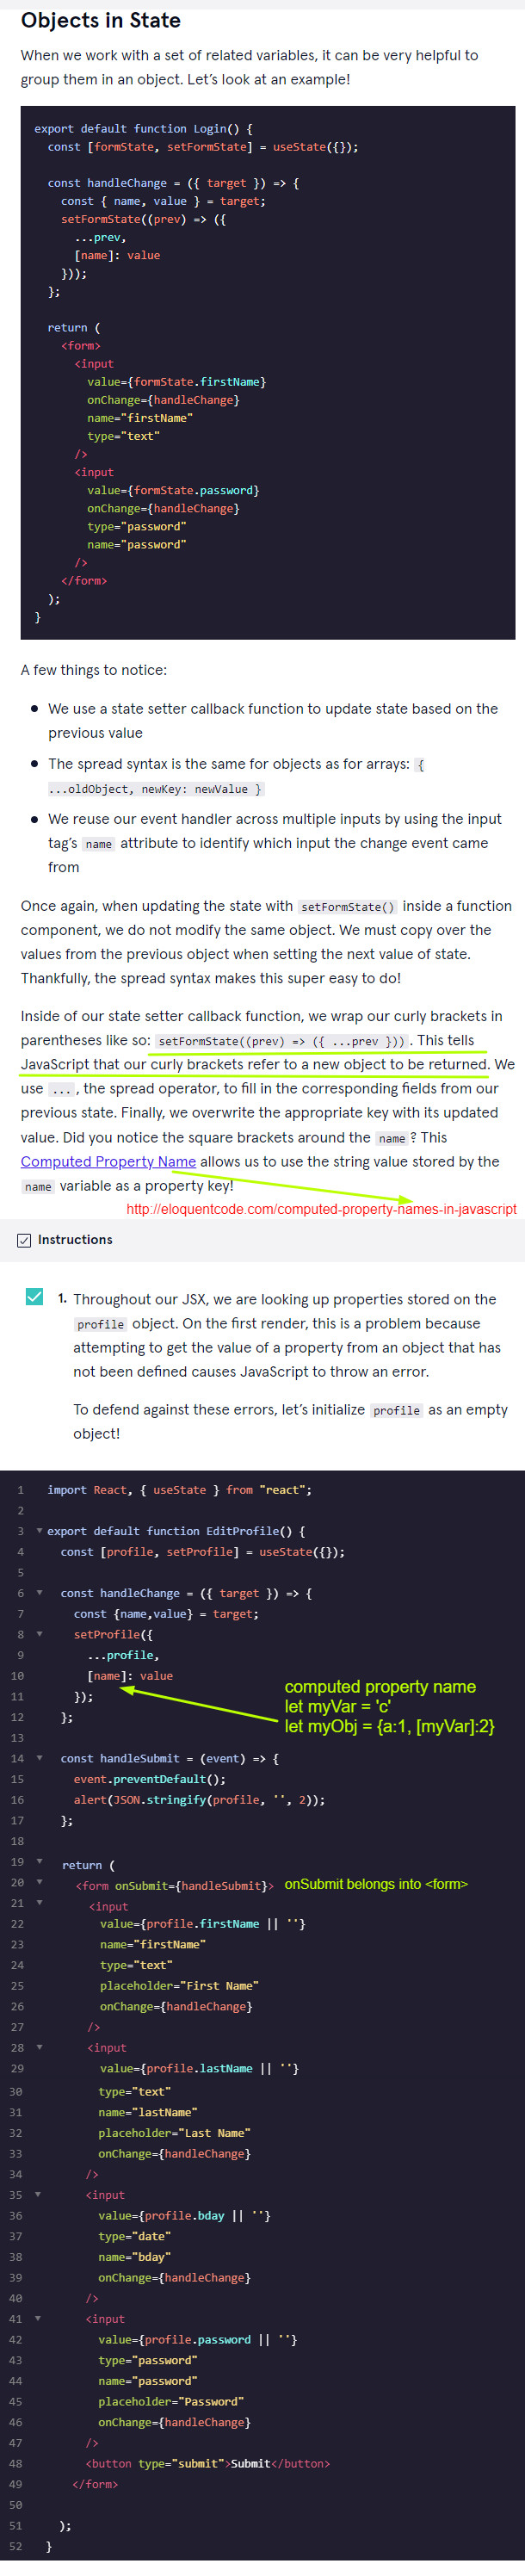 Objects in State
When we work with a set of related variables, it can be very helpful to
group them in an object. Let’s look at an example!
export default function Login() {
  const [formState, setFormState] = useState({});

  const handleChange = ({ target }) => {
    const { name, value } = target;
    setFormState((prev) => ({
      ...prev,
      [name]: value
    }));
  };

  return (
    <form>
      <input
        value={formState.firstName}
        onChange={handleChange}
        name="firstName"
        type="text"
      />
      <input
        value={formState.password}
        onChange={handleChange}
        type="password"
        name="password"
      />
    </form>
  );
}
A few things to notice:
• We use a state setter callback function to update state based on the
previous value
• The spread syntax is the same for objects as for arrays: {
...oldObject, newKey: newValue }
• We reuse our event handler across multiple inputs by using the input
tag’s name attribute to identify which input the change event came
from
Once again, when updating the state with setFormState() inside a function
component, we do not modify the same object. We must copy over the
values from the previous object when setting the next value of state.
Thankfully, the spread syntax makes this super easy to do!
Inside of our state setter callback function, we wrap our curly brackets in
parentheses like so: setFormState((prev) => ({ ...prev })). This tells
JavaScript that our curly brackets refer to a new object to be returned. We
use ... , the spread operator, to fill in the corresponding fields from our
previous state. Finally, we overwrite the appropriate key with its updated
value. Did you notice the square brackets around the name ? This
Computed Property Name allows us to use the string value stored by the
name variable as a property key!
http://eloquentcode.com/computed-property-names-in-javascript
Instructions
1. Throughout our JSX, we are looking up properties stored on the
profile object. On the first render, this is a problem because
attempting to get the value of a property from an object that has
not been defined causes JavaScript to throw an error.
To defend against these errors, let’s initialize profile as an empty
object!
1 import React, { useState } from "react";
2
3 export default function EditProfile() {
4   const [profile, setProfile] = useState({});
5
6   const handleChange = ({ target }) => {
7     const {name,value} = target;
8     setProfile({
9       ...profile,
10       [name]: value
computed property name
11     });
let myVar = 'c'
12   };
let myObj = {a:1, [myVar]:2}
13
14   const handleSubmit = (event) => {
15     event.preventDefault();
16     alert(JSON.stringify(profile, '', 2));
17   };
18
19   return (
20     <form onSubmit={handleSubmit}> onSubmit belongs into <form>
21       <input
22         value={profile.firstName || ''}
23         name="firstName"
24         type="text"
25         placeholder="First Name"
26         onChange={handleChange}
27       />
28       <input
29         value={profile.lastName || ''}
30         type="text"
31         name="lastName"
32         placeholder="Last Name"
33         onChange={handleChange}
34       />
35       <input
36         value={profile.bday || ''}
37         type="date"
38         name="bday"
39         onChange={handleChange}
40       />
41       <input
42         value={profile.password || ''}
43         type="password"
44         name="password"
45         placeholder="Password"
46         onChange={handleChange}
47       />
48       <button type="submit">Submit</button>
49     </form>
50
51   );
52 }